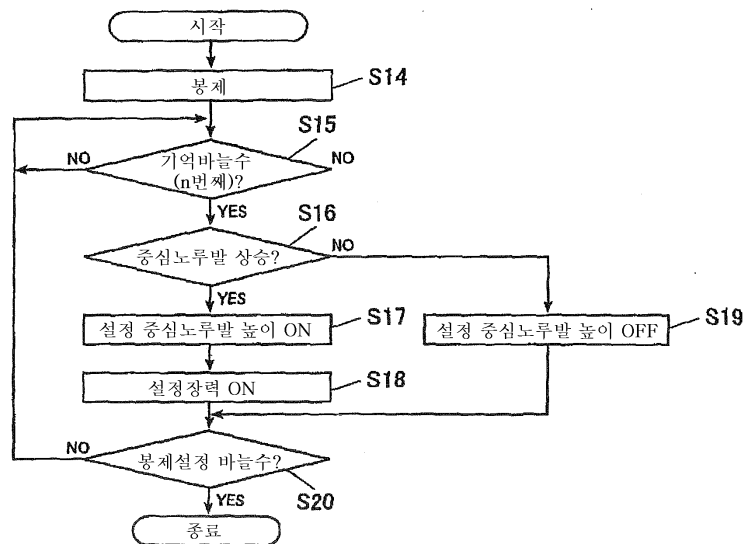 시작
봉제
S14
S15
NO
기억바늘수
(n번째)?
NO
YES
S16
중심노루발 상승?
NO
YES
설정 중심노루발 높이 ON
S17
설정 중심노루발 높이 OFF
S19
설정장력 ON
S18
NO
봉제설정 바늘수?
S20
YES
종료